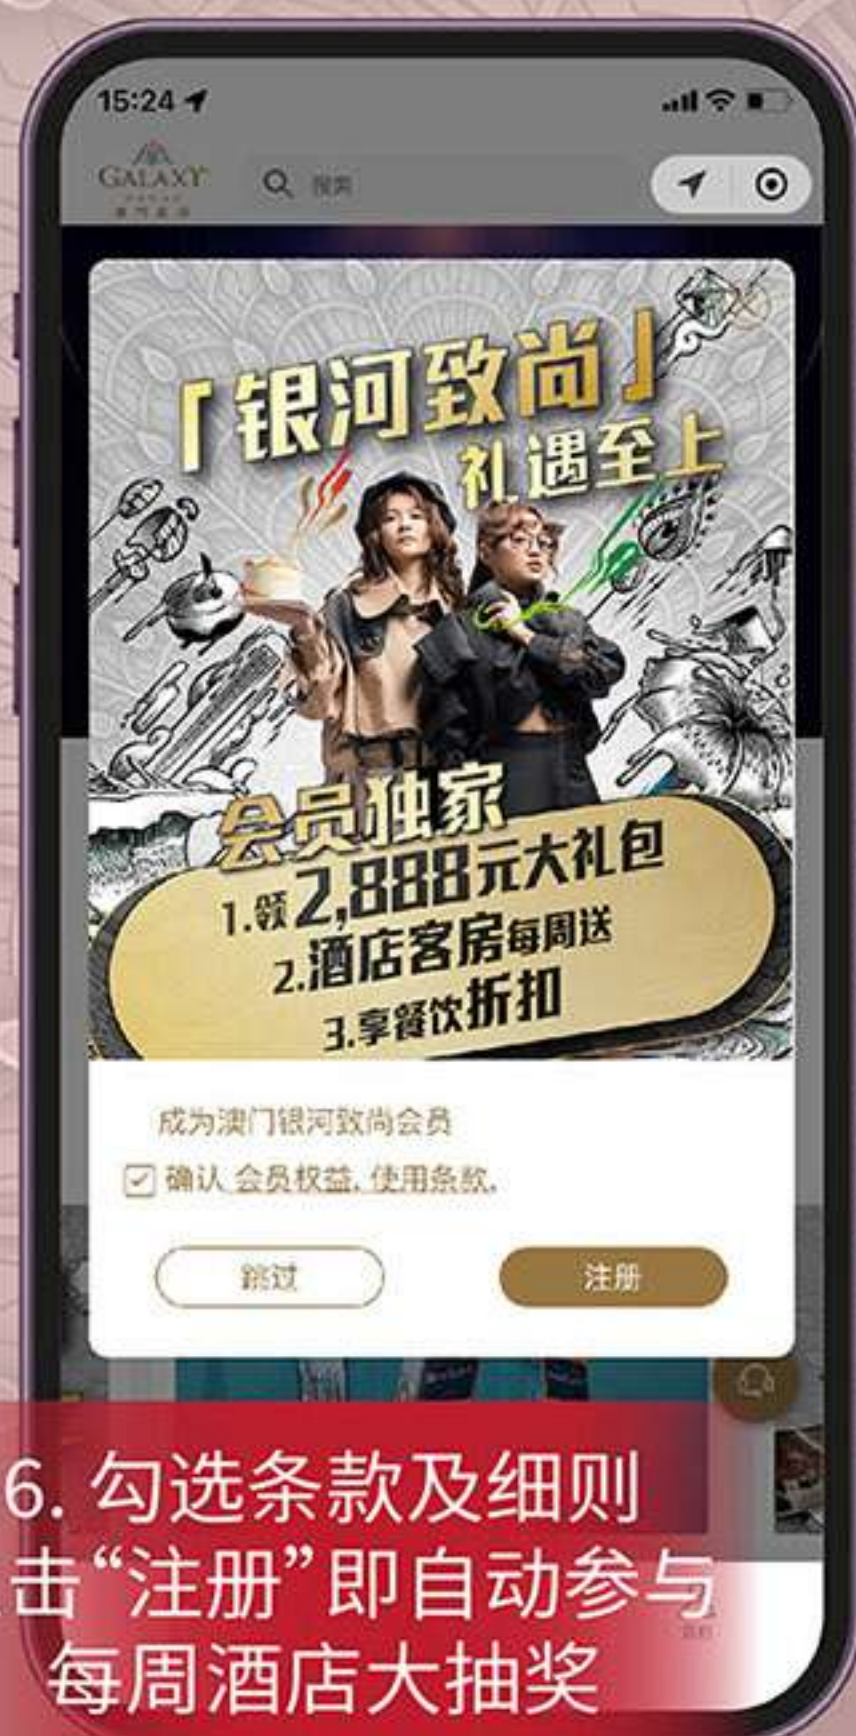 15:24
GALAXY
搜索
「银河致尚」
礼遇至上
会员独家
1.领2,888元大礼包
2.酒店客房每周送
3.享餐饮折扣
成为澳门银河致尚会员
确认 会员权益, 使用条款。
跳过
注册
6. 勾选条款及细则
击“注册”即自动参与
每周酒店大抽奖